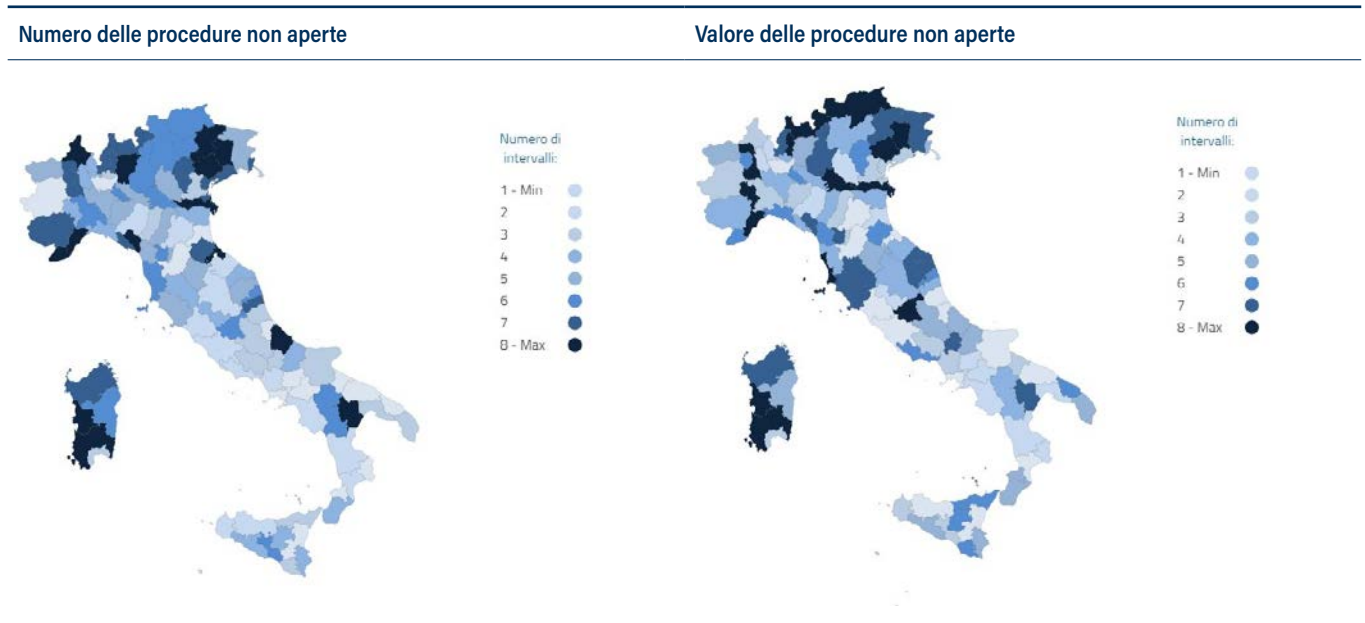 Numero delle procedure non aperte
Valore delle procedure non aperte
Numero di
intervalli:
1 - Min
2
3
4
5
6
7
8 - Max
Numero di
intervalli:
1 - Min
2
3
4
5
6
7
8 - Max